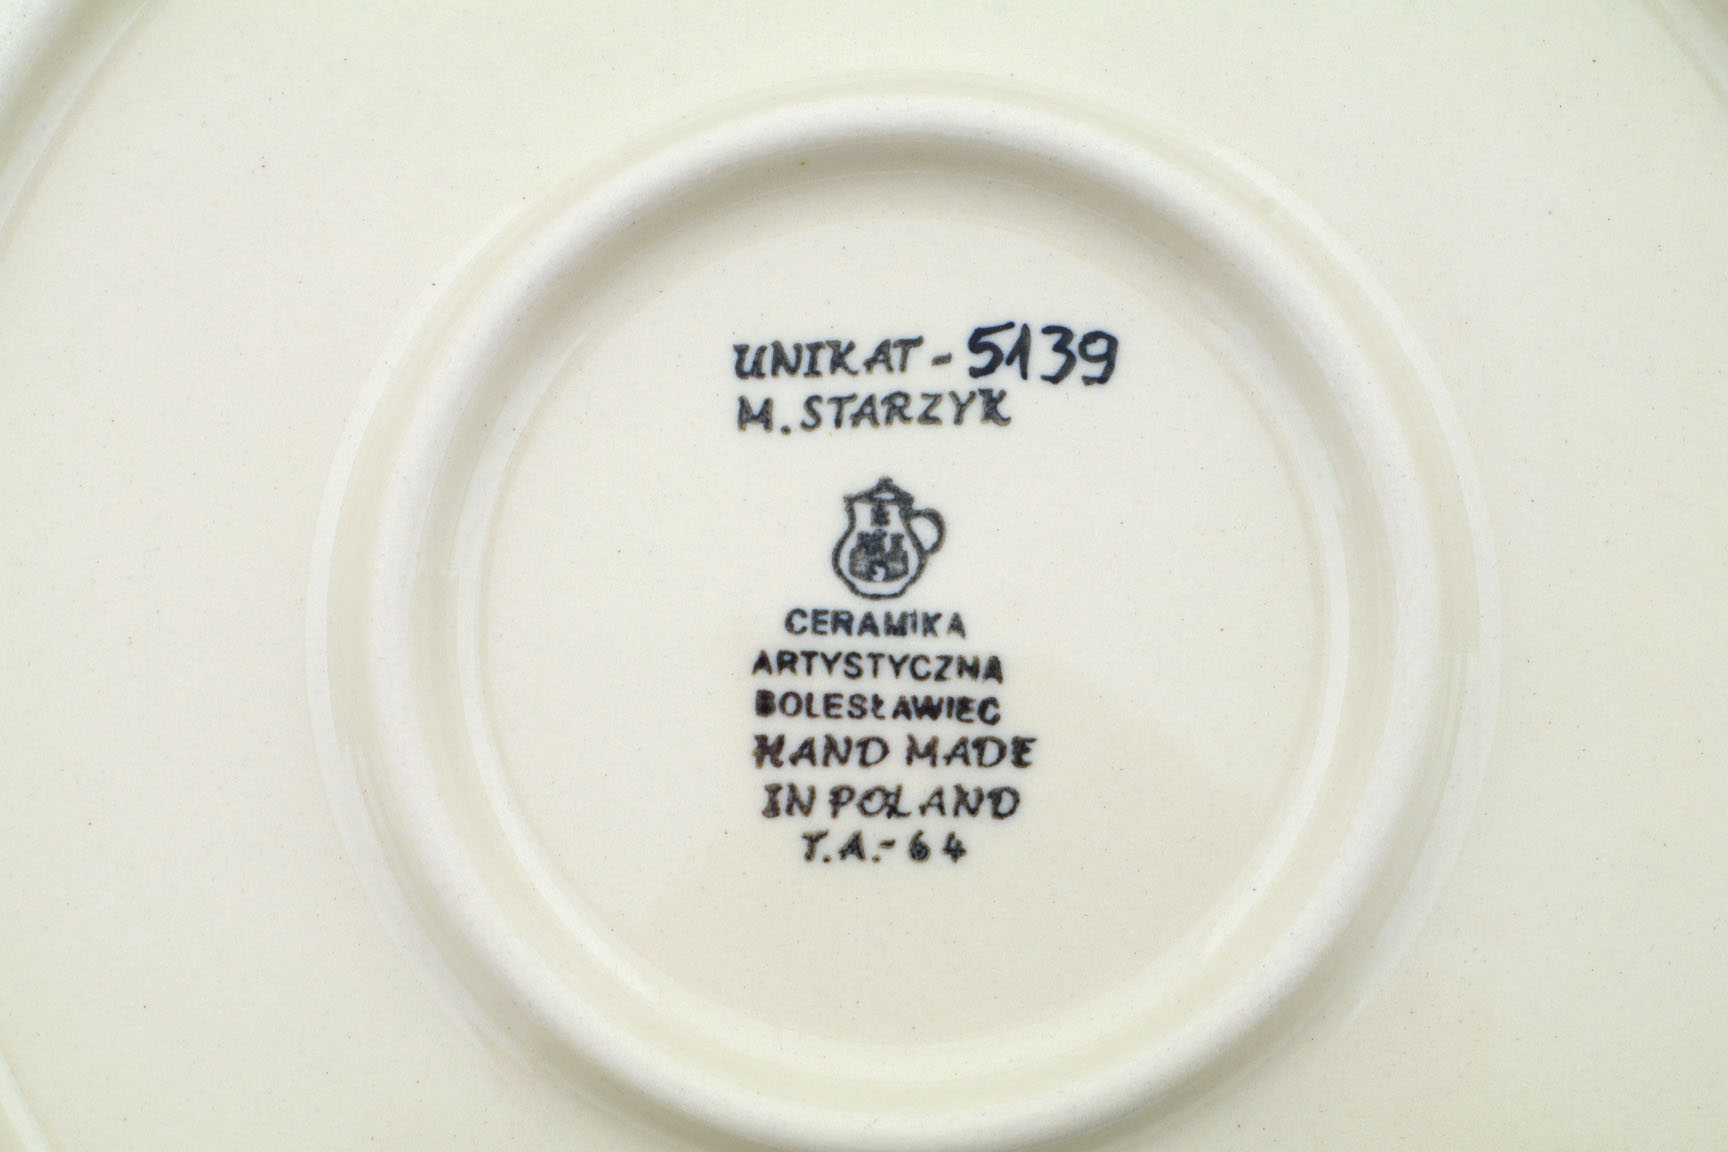 UNIKAT - 5139
M. STARZYK
CERAMIKA
ARTYSTYCZNA
BOLESŁAWIEC
HAND MADE
IN POLAND
T.A.- 64